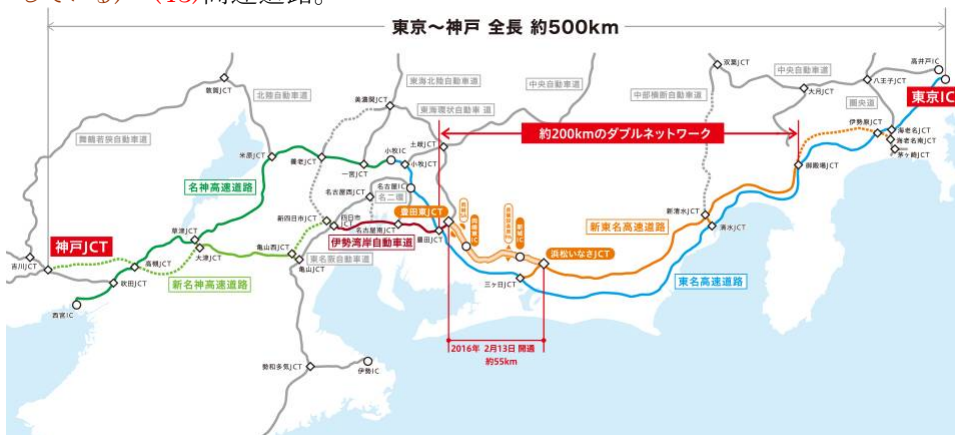 ている) (43)高速道路。
東京～神戸 全長 約500km
双葉JCT
中央自動車道
高井戸IC
東海北陸自動車道
中央自動車道
八王子JCT
敦賀JCT
北陸自動車道
美濃関JCT
中部横断自動車道
大月JCT
圏央道
東京IC
東海環状自動車道
伊勢原JCT
舞鶴若狭自動車道
約200kmのダブルネットワーク
海老名JCT
海老名南JCT
茅ヶ崎JCT
土岐JCT
小牧IC
小牧JCT
米原JCT
養老JCT
一宮JCT
御殿場JCT
名神高速道路
名古屋西JCT
名古屋IC
名二環
豊田東JCT
新四日市JCT
四日市JCT
名古屋南JCT
新清水JCT
清水JCT
新東名高速道路
神戸JCT
草津JCT
伊勢湾岸自動車道
豊田JCT
亀山西JCT
大津JCT
東名阪自動車道
浜松いなさJCT
吉川JCT
高槻JCT
亀山JCT
新名神高速道路
吹田JCT
三ヶ日JCT
東名高速道路
西宮IC
2016年 2月13日 開通
約55km
勢和多気JCT
伊勢IC